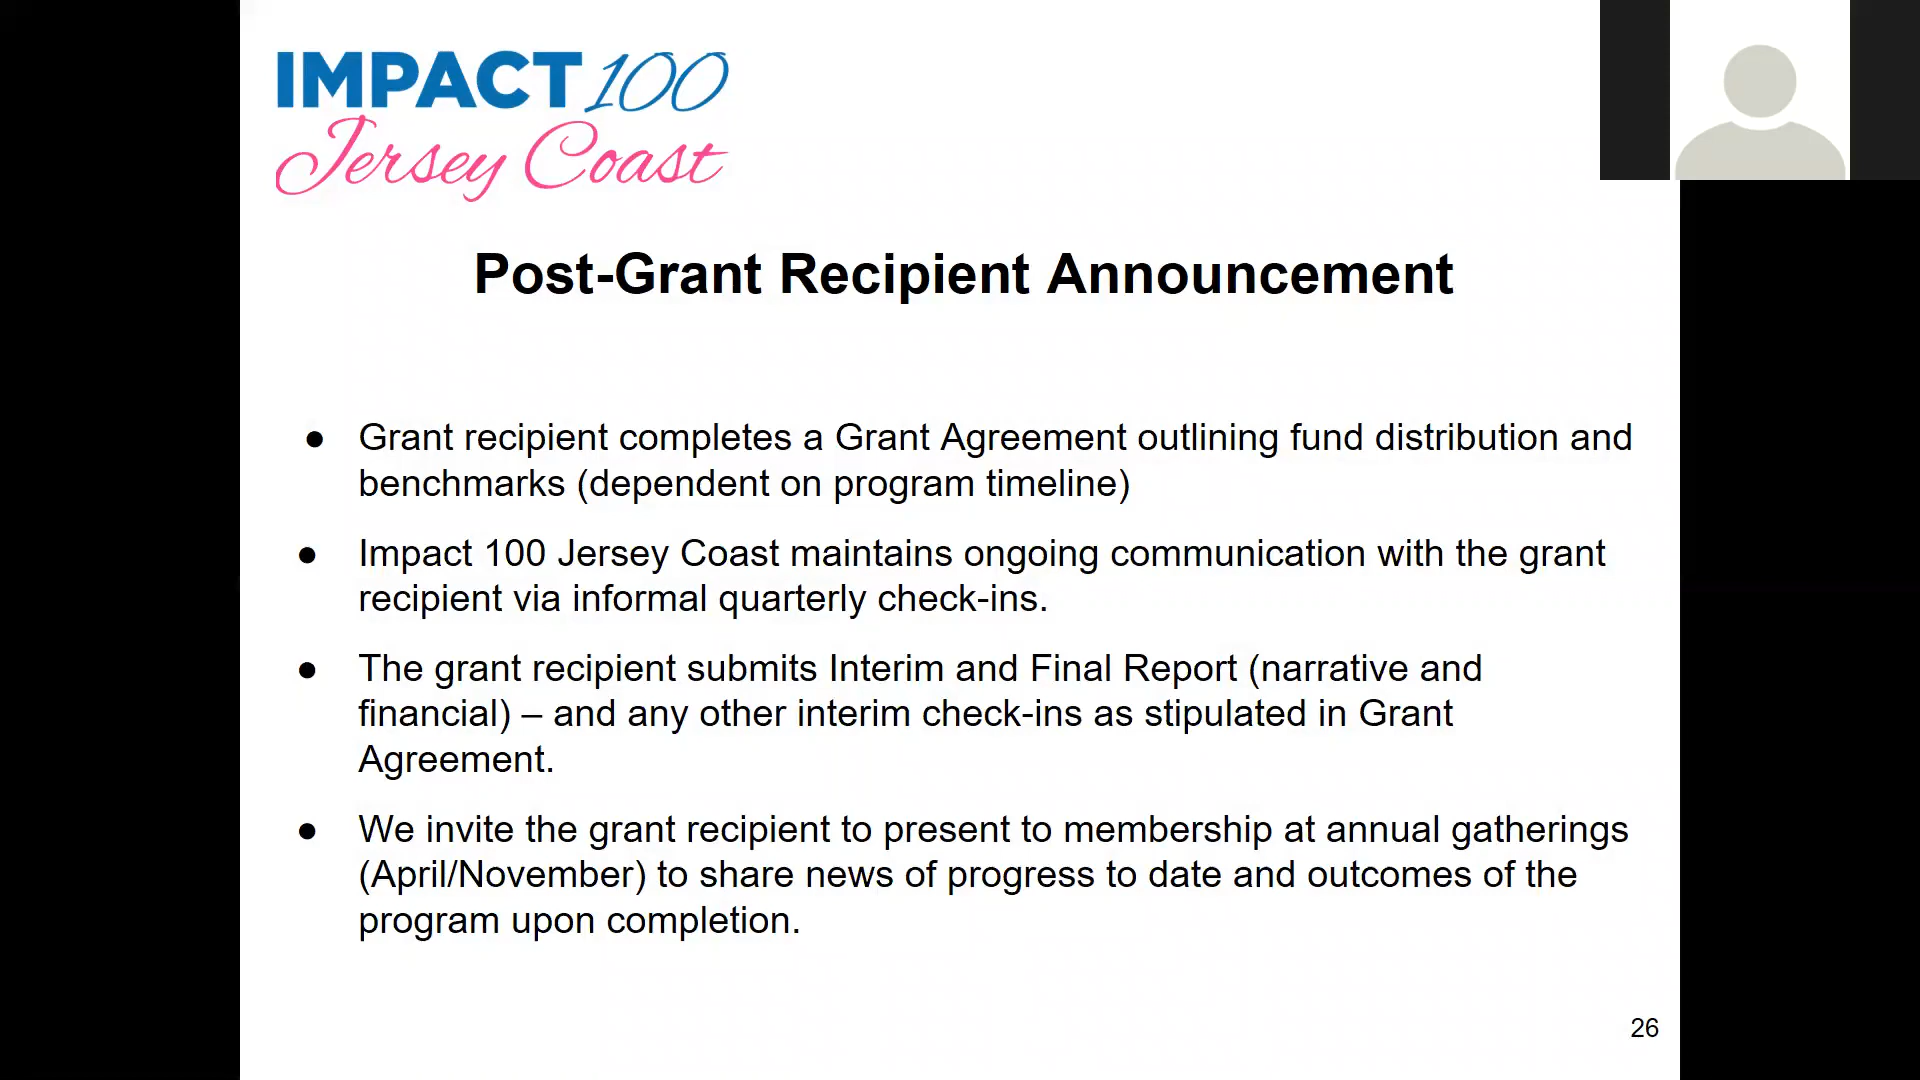 IMPACT 100
Jersey Coast
Post-Grant Recipient Announcement
● Grant recipient completes a Grant Agreement outlining fund distribution and
benchmarks (dependent on program timeline)
● Impact 100 Jersey Coast maintains ongoing communication with the grant
recipient via informal quarterly check-ins.
● The grant recipient submits Interim and Final Report (narrative and
financial) – and any other interim check-ins as stipulated in Grant
Agreement.
● We invite the grant recipient to present to membership at annual gatherings
(April/November) to share news of progress to date and outcomes of the
program upon completion.
26